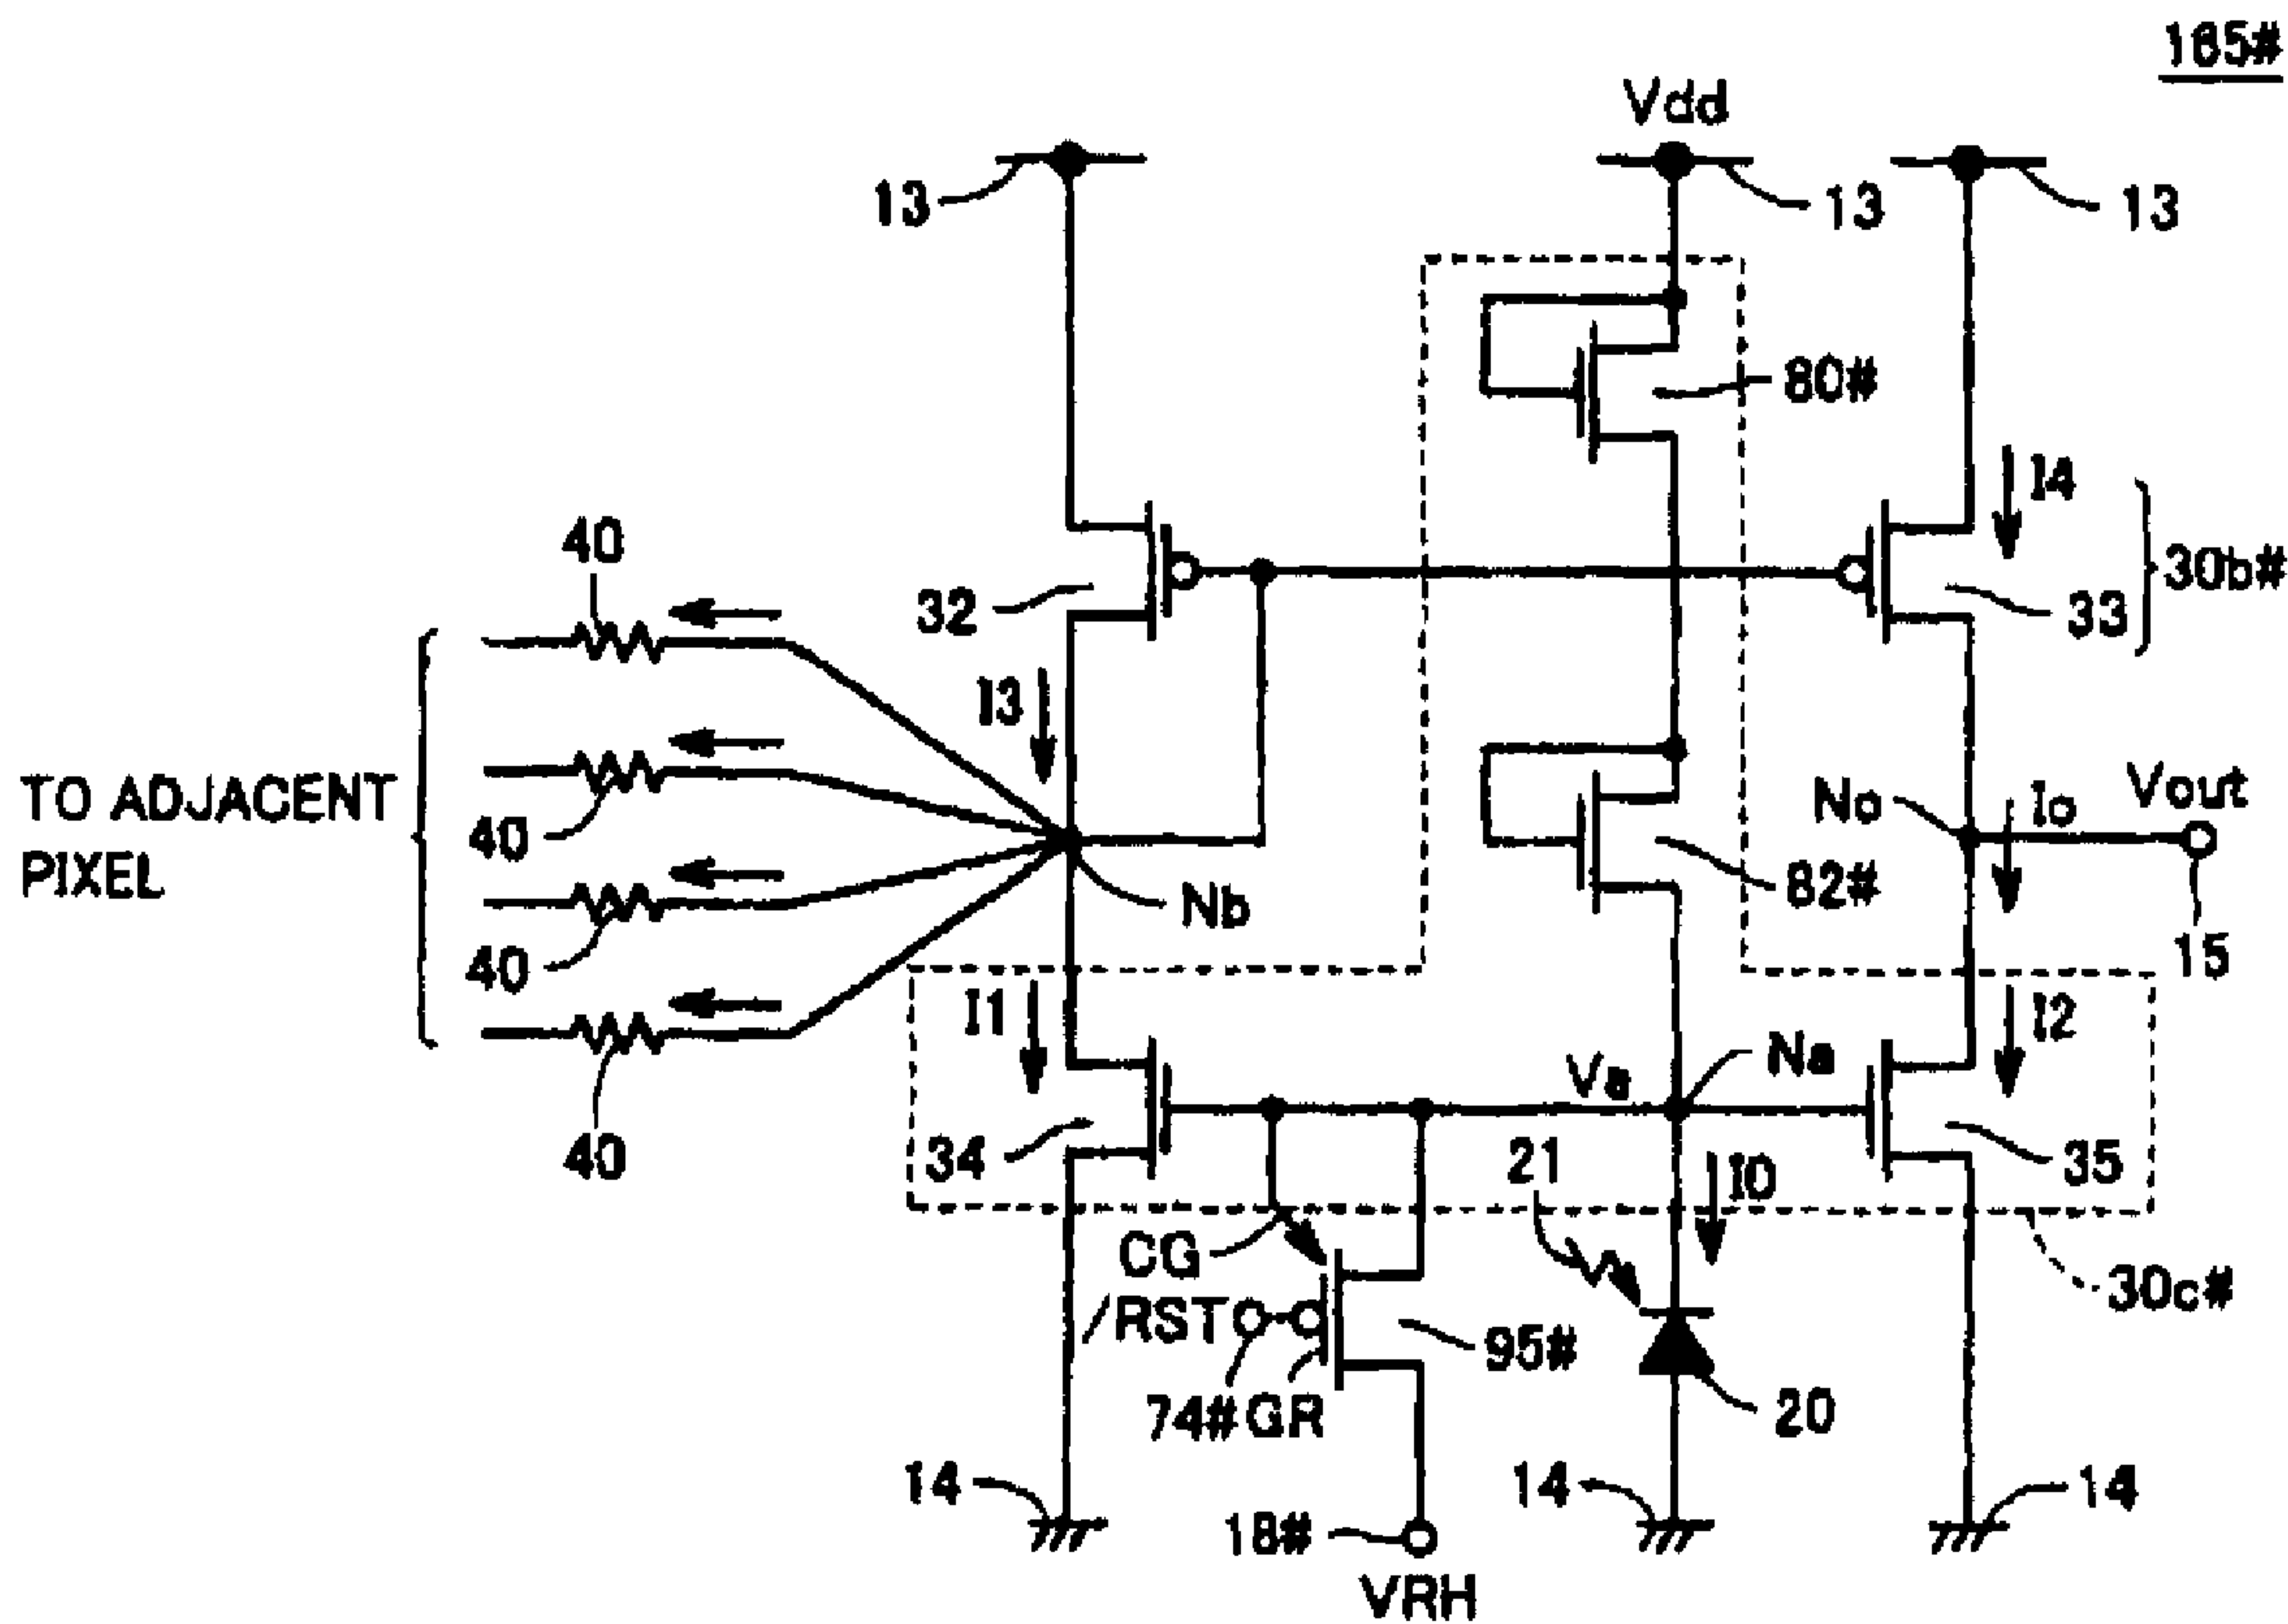 165#
Vdd
13
13
13
80#
I4
40
32
33
30b#
I3
TO ADJACENT
PIXEL
40
No
Io
Vout
82#
Nb
40
15
I1
I2
Va
Na
34
21
35
40
I0
CG
30c#
/RST
95#
74#
GR
20
14
14
14
18#
VRH